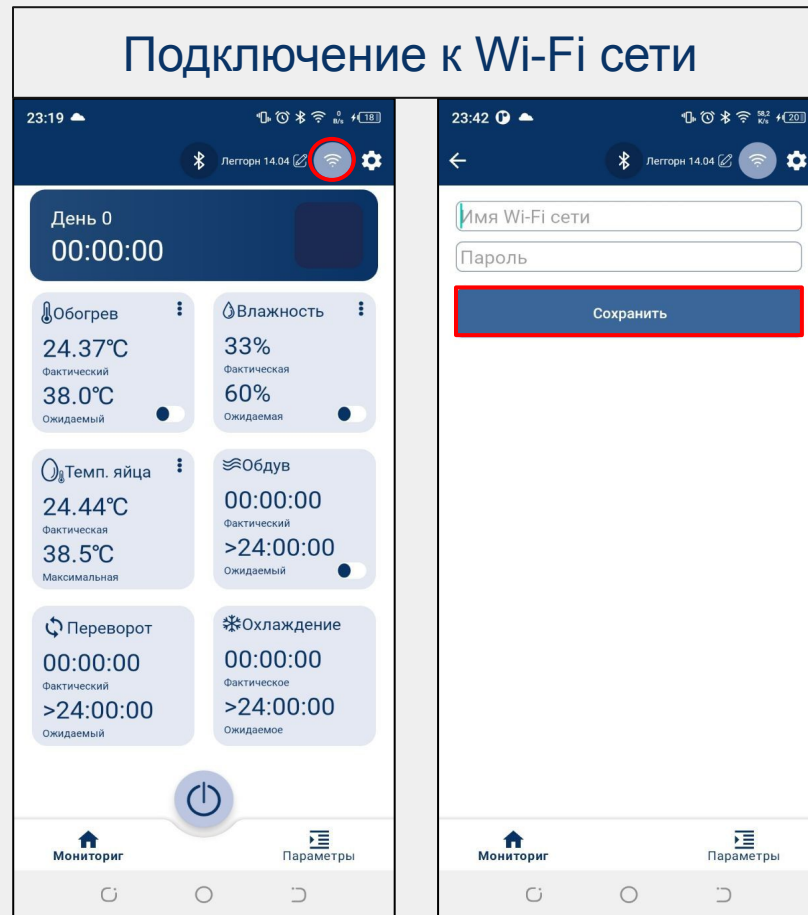 Подключение к Wi-Fi сети
23:19
0 B/s 18
Леггорн 14.04
День 0
00:00:00
Обогрев
24.37°C
Фактический
38.0°C
Ожидаемый
Влажность
33%
Фактическая
60%
Ожидаемая
Темп. яйца
24.44°C
Фактическая
38.5°C
Максимальная
Обдув
00:00:00
Фактический
>24:00:00
Ожидаемый
Переворот
00:00:00
Фактический
>24:00:00
Ожидаемый
Охлаждение
00:00:00
Фактическое
>24:00:00
Ожидаемое
Мониториг
Параметры
23:42
58,2 K/s 20
Леггорн 14.04
Имя Wi-Fi сети
Пароль
Сохранить
Мониториг
Параметры